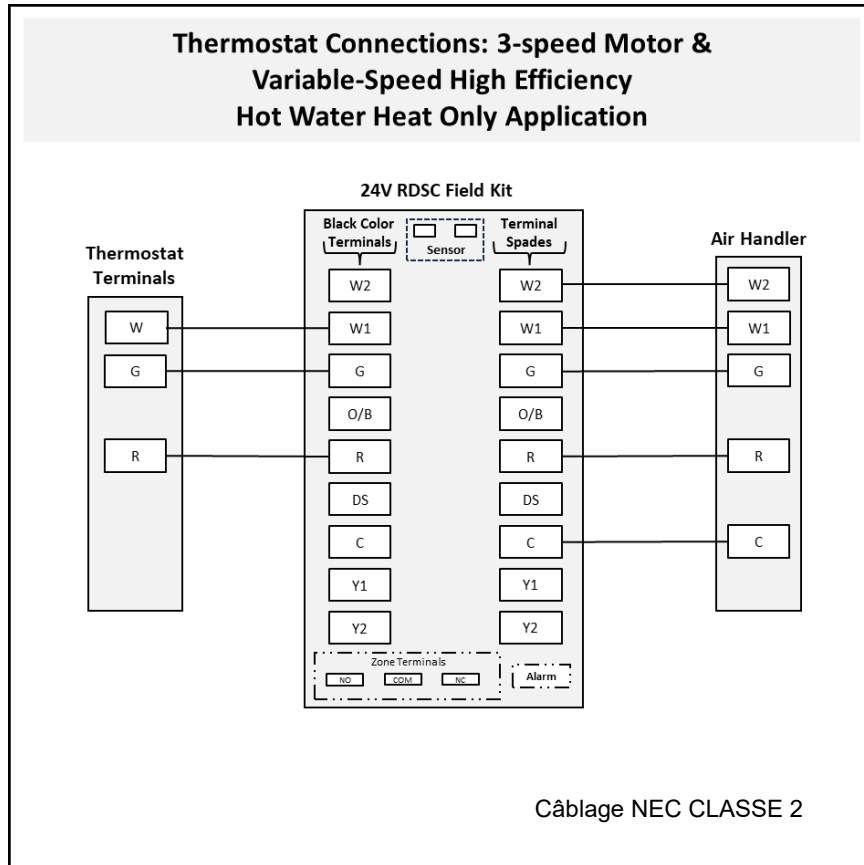 Thermostat Connections: 3-speed Motor &
Variable-Speed High Efficiency
Hot Water Heat Only Application
24V RDSC Field Kit
Black Color
Terminals
Sensor
Terminal
Spades
Thermostat
Terminals
Air Handler
W2
W2
W2
W
W1
W1
W1
G
G
G
G
O/B
O/B
R
R
R
R
DS
DS
C
C
C
Y1
Y1
Y2
Y2
Zone Terminals
NO
COM
NC
Alarm
Câblage NEC CLASSE 2